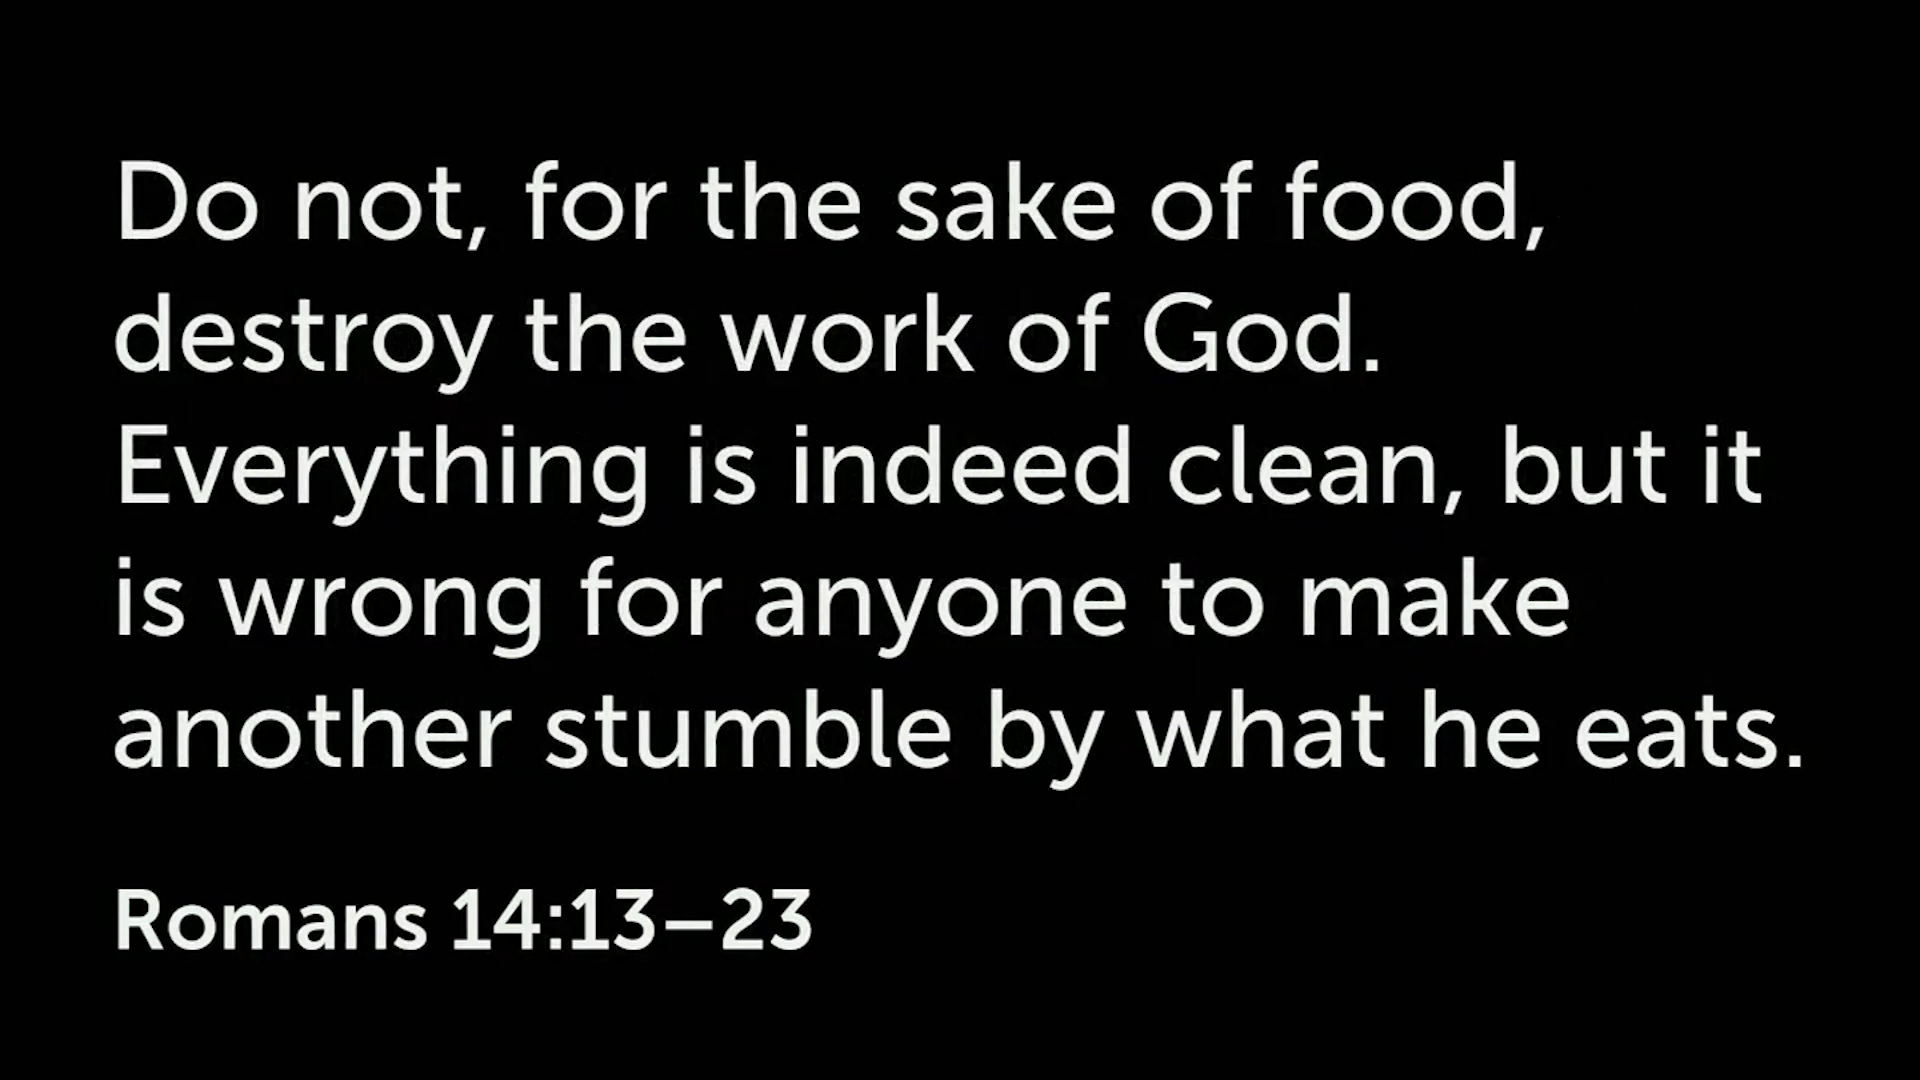 Do not, for the sake of food,
destroy the work of God.
Everything is indeed clean, but it
is wrong for anyone to make
another stumble by what he eats.
Romans 14:13–23